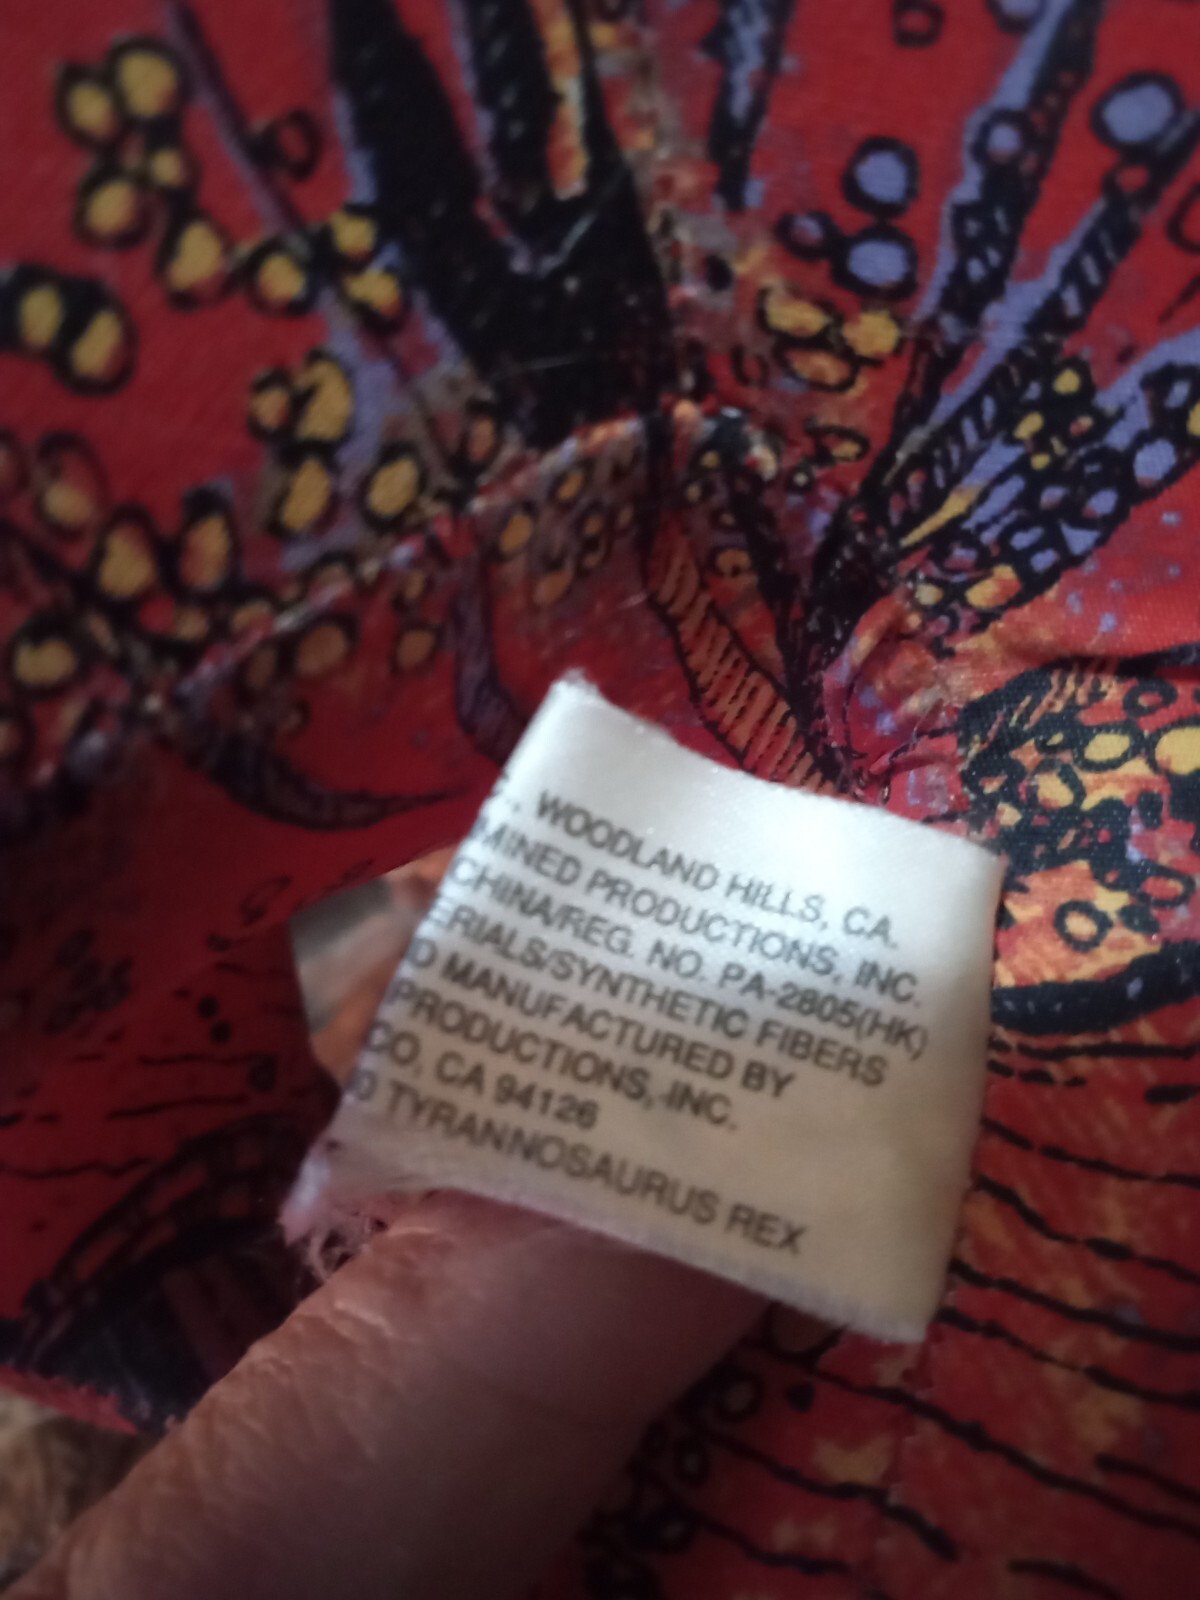 ., WOODLAND HILLS, CA.
MINED PRODUCTIONS, INC.
CHINA/REG. NO. PA-2805(HK)
ERIALS/SYNTHETIC FIBERS
D MANUFACTURED BY
PRODUCTIONS, INC.
CO, CA 94126
TYRANNOSAURUS REX